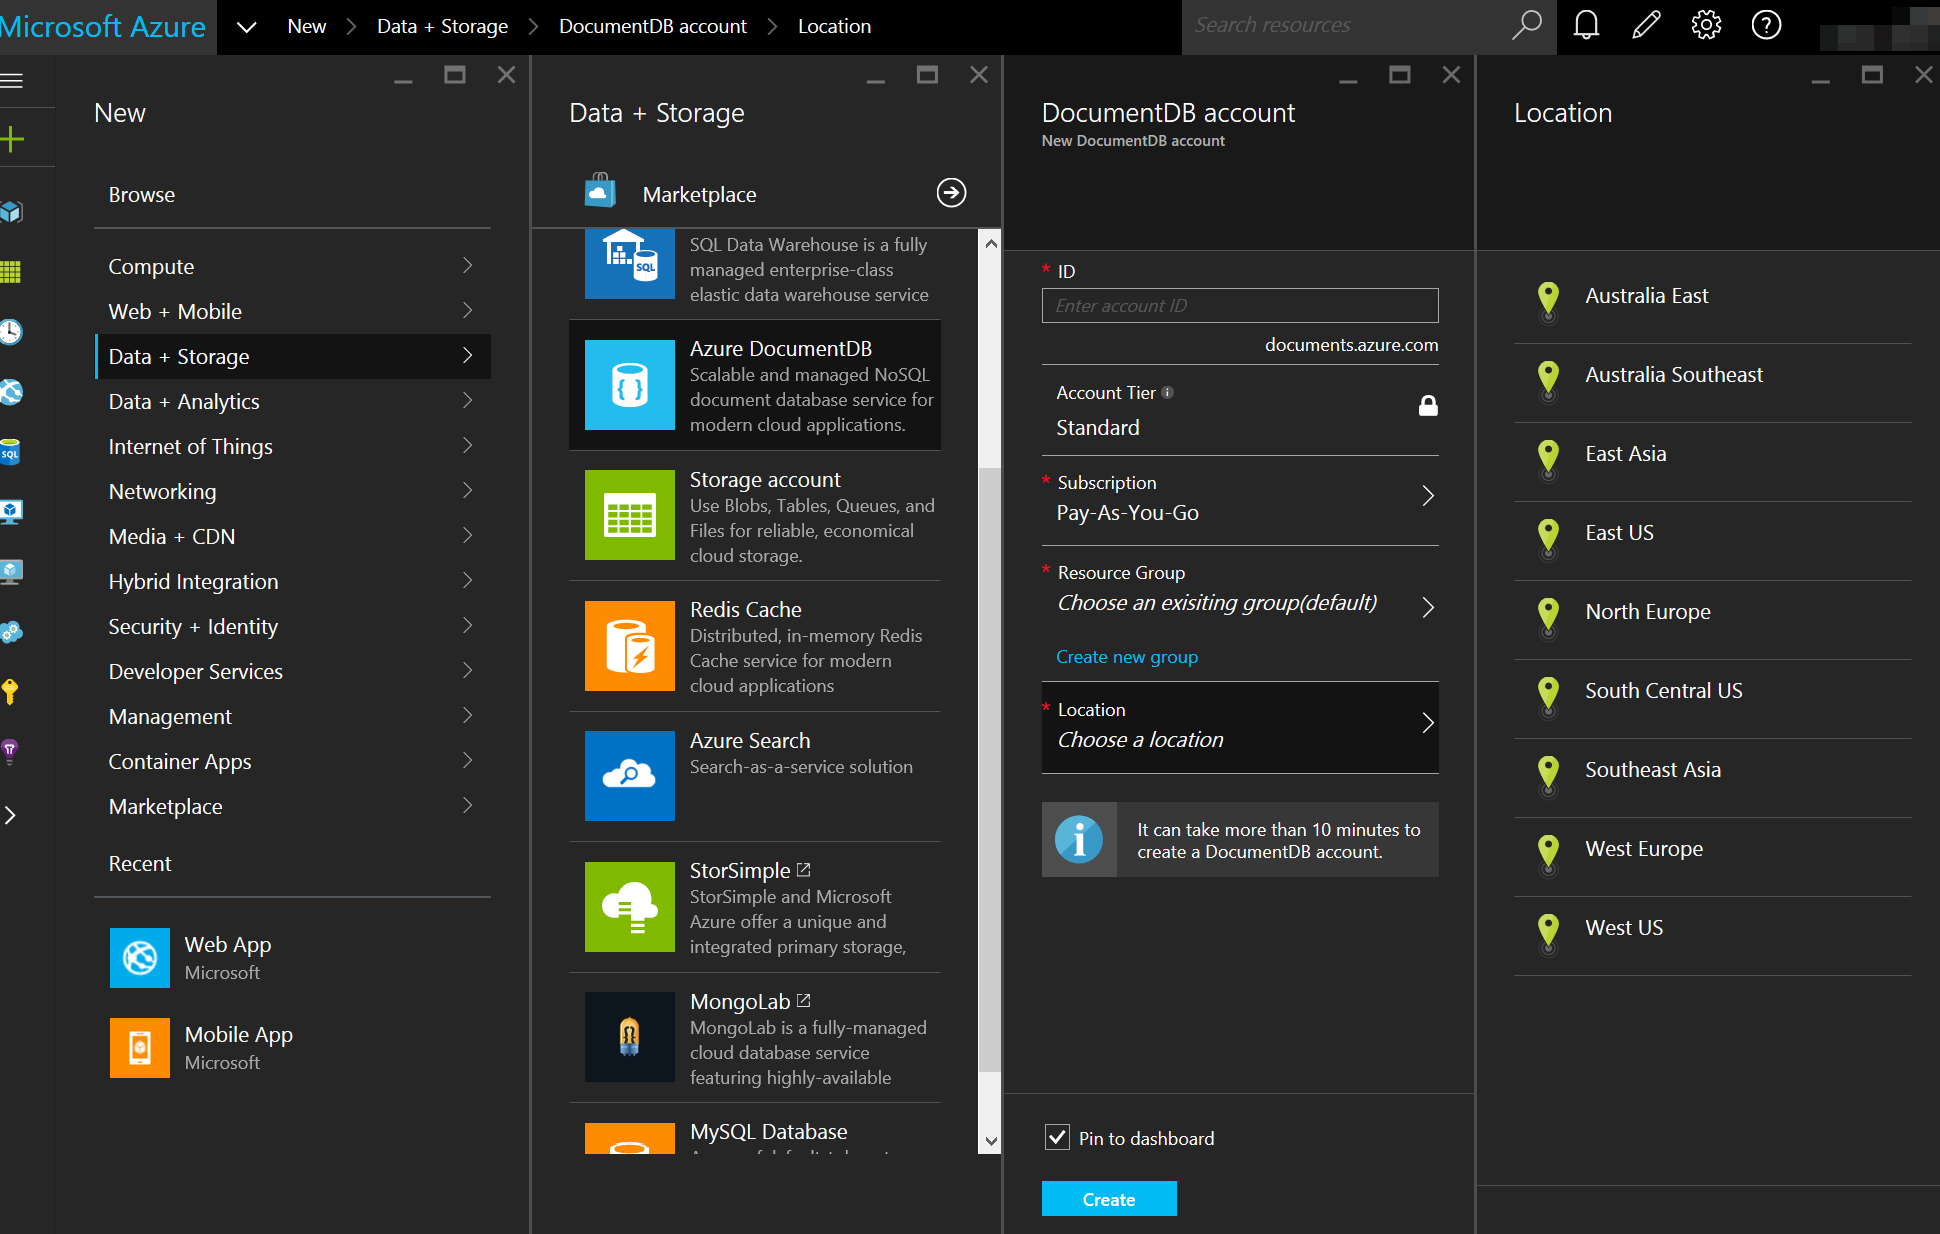 Microsoft Azure
New
Data + Storage
DocumentDB account
Location
Search resources
New
Browse
Compute
Web + Mobile
Data + Storage
Data + Analytics
Internet of Things
Networking
Media + CDN
Hybrid Integration
Security + Identity
Developer Services
Management
Container Apps
Marketplace
Recent
Web App
Microsoft
Mobile App
Microsoft
Data + Storage
Marketplace
SQL Data Warehouse is a fully
managed enterprise-class
elastic data warehouse service
SQL
Azure DocumentDB
Scalable and managed NoSQL
document database service for
modern cloud applications.
Storage account
Use Blobs, Tables, Queues, and
Files for reliable, economical
cloud storage.
Redis Cache
Distributed, in-memory Redis
Cache service for modern
cloud applications
Azure Search
Search-as-a-service solution
StorSimple
StorSimple and Microsoft
Azure offer a unique and
integrated primary storage,
MongoLab
MongoLab is a fully-managed
cloud database service
featuring highly-available
MySQL Database
DocumentDB account
New DocumentDB account
* ID
Enter account ID
documents.azure.com
Account Tier
Standard
* Subscription
Pay-As-You-Go
* Resource Group
Choose an exisiting group(default)
Create new group
* Location
Choose a location
It can take more than 10 minutes to
create a DocumentDB account.
Pin to dashboard
Create
Location
Australia East
Australia Southeast
East Asia
East US
North Europe
South Central US
Southeast Asia
West Europe
West US
SQL